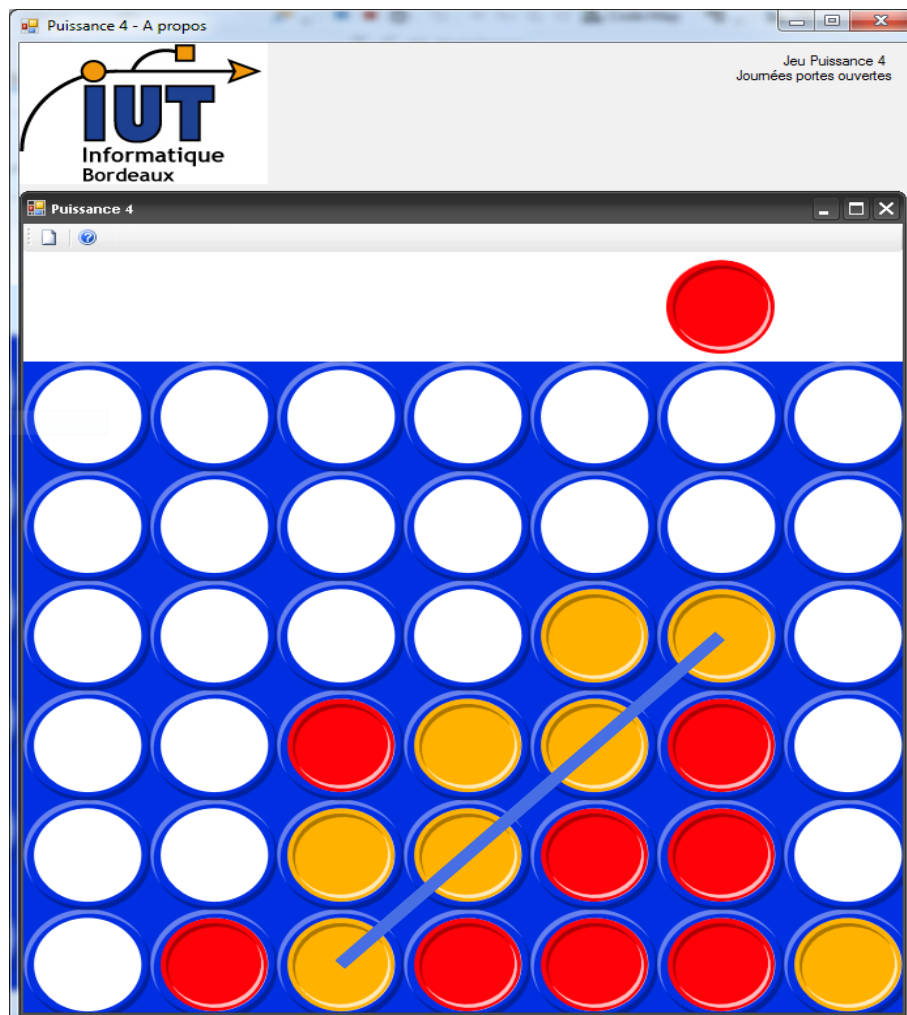 Puissance 4 - A propos
Jeu Puissance 4
Journées portes ouvertes
IUT
Informatique
Bordeaux
Puissance 4